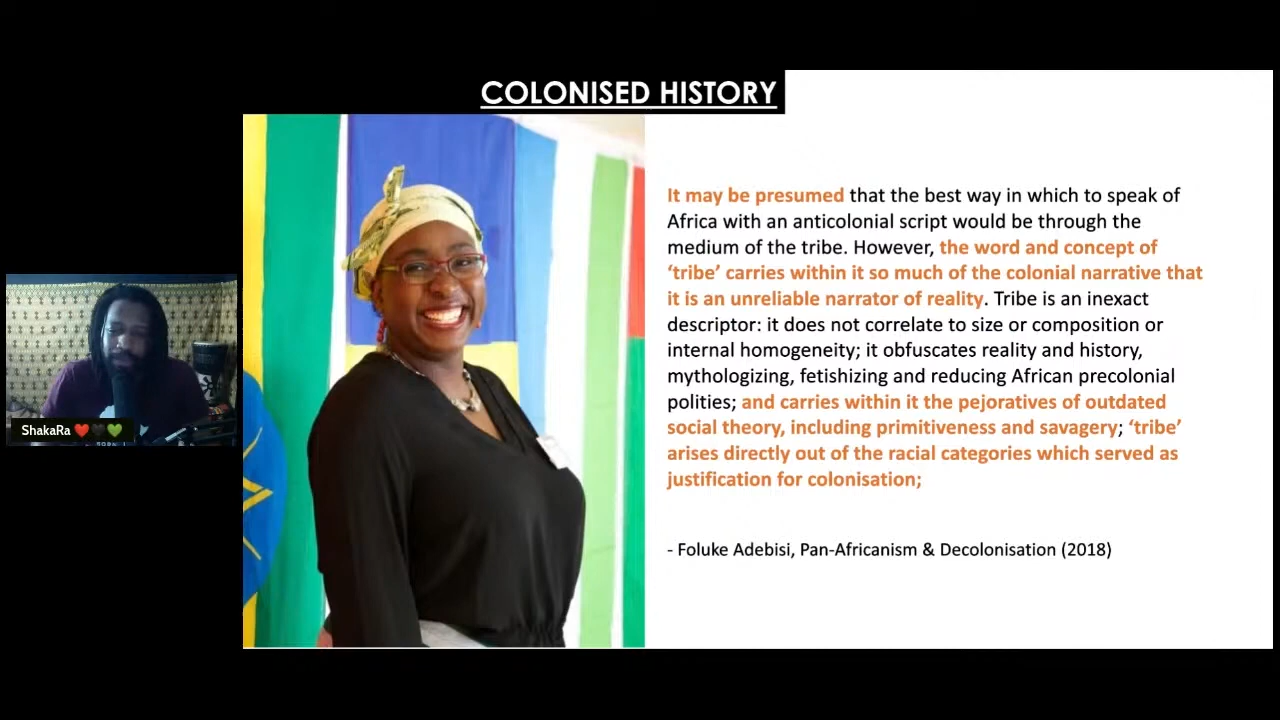 COLONISED HISTORY
It may be presumed that the best way in which to speak of
Africa with an anticolonial script would be through the
medium of the tribe. However, the word and concept of
‘tribe’ carries within it so much of the colonial narrative that
it is an unreliable narrator of reality. Tribe is an inexact
descriptor: it does not correlate to size or composition or
internal homogeneity; it obfuscates reality and history,
mythologizing, fetishizing and reducing African precolonial
polities; and carries within it the pejoratives of outdated
social theory, including primitiveness and savagery; ‘tribe’
arises directly out of the racial categories which served as
justification for colonisation;
- Foluke Adebisi, Pan-Africanism & Decolonisation (2018)
ShakaRa ❤️🖤💚